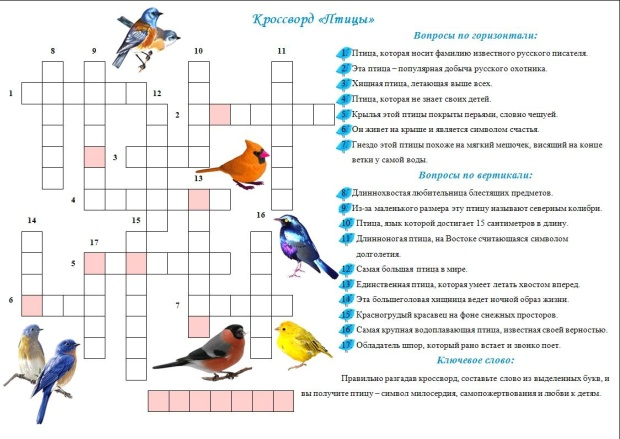 Кроссворд «Птицы»
Вопросы по горизонтали:
1. Птица, которая носит фамилию известного русского писателя.
2. Эта птица – популярная добыча русского охотника.
3. Хищная птица, летающая выше всех.
4. Птица, которая не знает своих детей.
5. Крылья этой птицы покрыты перьями, словно чешуей.
6. Он живет на крыше и является символом счастья.
7. Гнездо этой птицы похоже на мягкий мешочек, висящий на конце
ветки у самой воды.
Вопросы по вертикали:
8. Длиннохвостая любительница блестящих предметов.
9. Из-за маленького размера эту птицу называют северным колибри.
10. Птица, язык которой достигает 15 сантиметров в длину.
11. Длинноногая птица, на Востоке считающаяся символом
долголетия.
12. Самая большая птица в мире.
13. Единственная птица, которая умеет летать хвостом вперед.
14. Эта большеголовая хищница ведет ночной образ жизни.
15. Красногрудый красавец на фоне снежных просторов.
16. Самая крупная водоплавающая птица, известная своей верностью.
17. Обладатель шпор, который рано встает и звонко поет.
Ключевое слово:
Правильно разгадав кроссворд, составьте слово из выделенных букв, и
вы получите птицу – символ милосердия, самопожертвования и любви к детям.
8 9 10 11
1 12
2
3
13
4
14 15 16
17
5
6 7